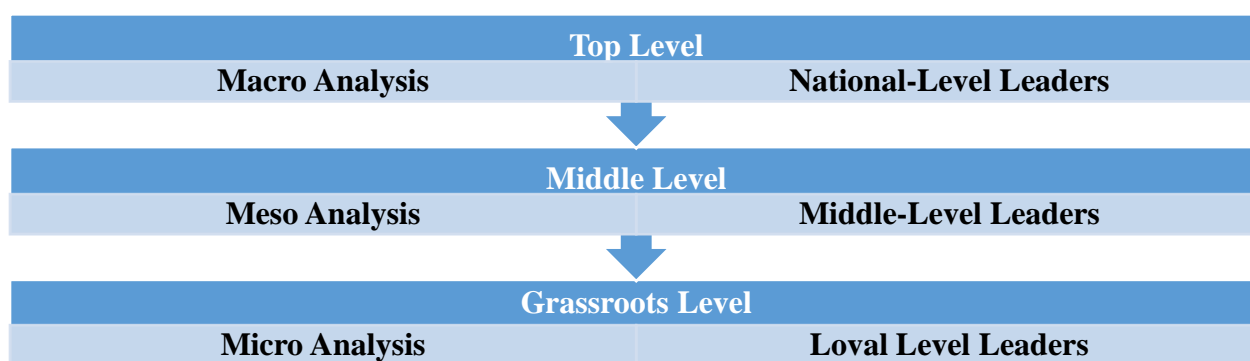 Top Level
Macro Analysis National-Level Leaders
Middle Level
Meso Analysis Middle-Level Leaders
Grassroots Level
Micro Analysis Loval Level Leaders